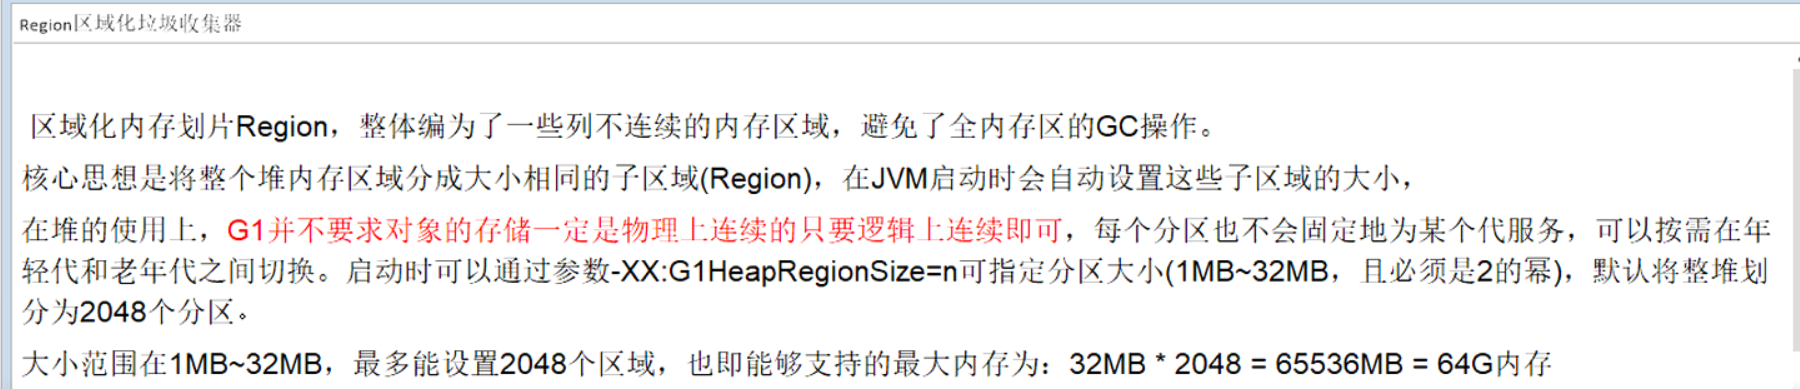 Region区域化垃圾收集器
区域化内存划片Region，整体编为了一些列不连续的内存区域，避免了全内存区的GC操作。
核心思想是将整个堆内存区域分成大小相同的子区域(Region)，在JVM启动时会自动设置这些子区域的大小，
在堆的使用上，G1并不要求对象的存储一定是物理上连续的只要逻辑上连续即可，每个分区也不会固定地为某个代服务，可以按需在年
轻代和老年代之间切换。启动时可以通过参数-XX:G1HeapRegionSize=n可指定分区大小(1MB~32MB，且必须是2的幂)，默认将整堆划
分为2048个分区。
大小范围在1MB~32MB，最多能设置2048个区域，也即能够支持的最大内存为：32MB * 2048 = 65536MB = 64G内存